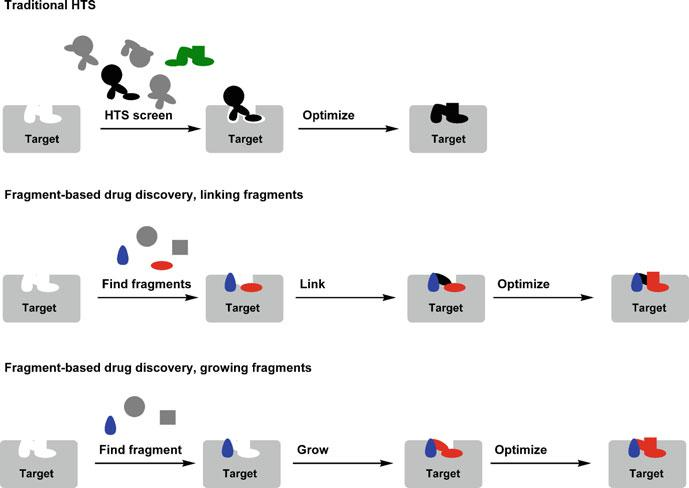 Traditional HTS
HTS screen
Optimize
Target
Target
Target
Fragment-based drug discovery, linking fragments
Find fragments
Link
Optimize
Target
Target
Target
Target
Fragment-based drug discovery, growing fragments
Find fragment
Grow
Optimize
Target
Target
Target
Target